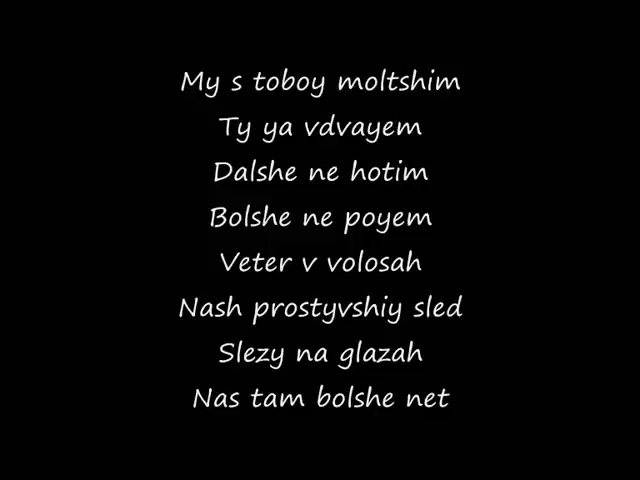 My s toboy moltshim
Ty ya vdvayem
Dalshe ne hotim
Bolshe ne poyem
Veter v volosah
Nash prostyvshiy sled
Slezy na glazah
Nas tam bolshe net